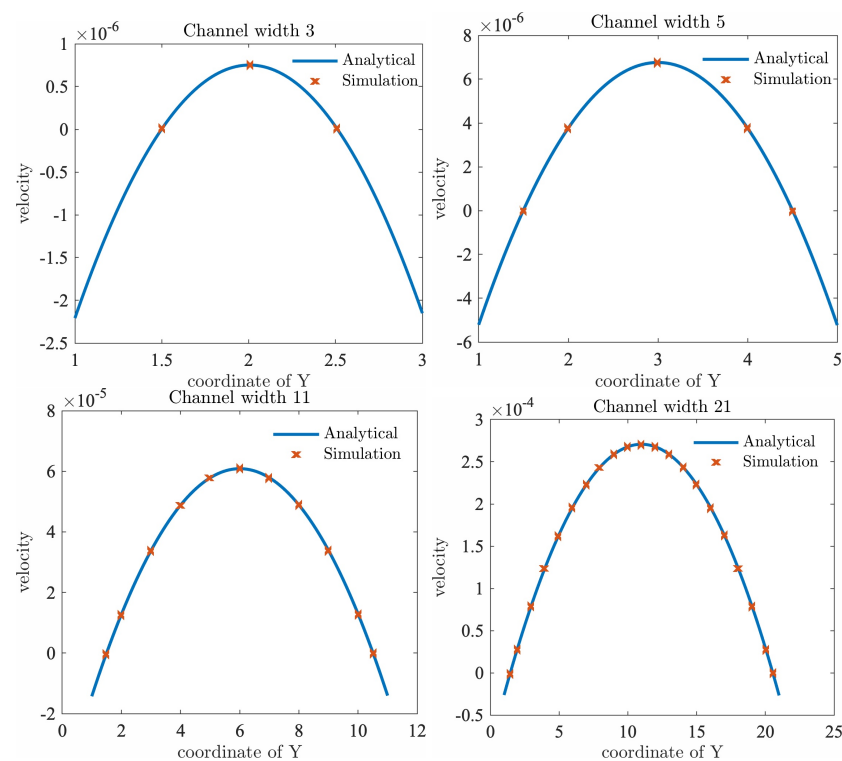 ×10^-6
Channel width 3
Analytical
Simulation
1
0.5
0
-0.5
-1
-1.5
-2
-2.5
velocity
1 1.5 2 2.5 3
coordinate of Y
×10^-6
Channel width 5
Analytical
Simulation
8
6
4
2
0
-2
-4
-6
velocity
1 2 3 4 5
coordinate of Y
×10^-5
Channel width 11
Analytical
Simulation
8
6
4
2
0
-2
velocity
0 2 4 6 8 10 12
coordinate of Y
×10^-4
Channel width 21
Analytical
Simulation
3
2.5
2
1.5
1
0.5
0
-0.5
velocity
0 5 10 15 20 25
coordinate of Y